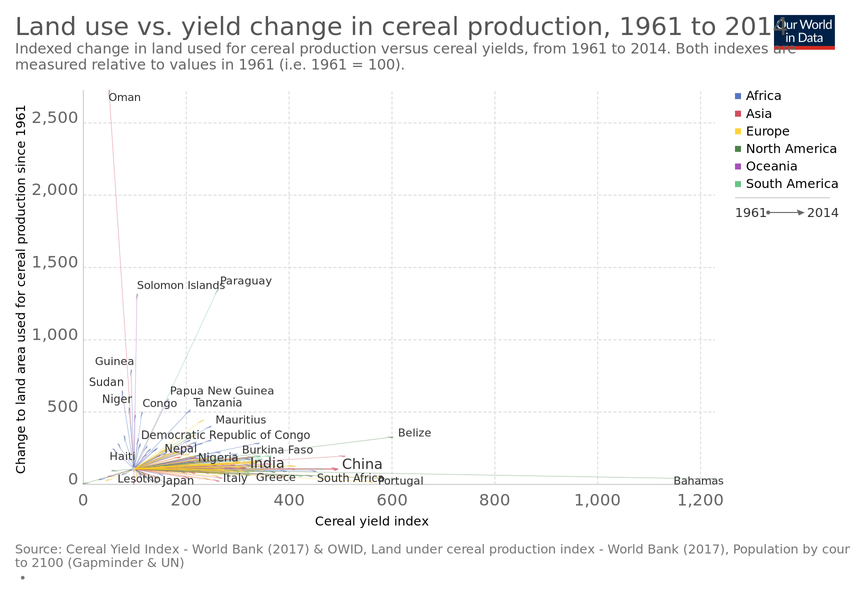 Land use vs. yield change in cereal production, 1961 to 2014
Our World
in Data
Indexed change in land used for cereal production versus cereal yields, from 1961 to 2014. Both indexes are
measured relative to values in 1961 (i.e. 1961 = 100).
Change to land area used for cereal production since 1961
2,500
2,000
1,500
1,000
500
0
Oman
Solomon Islands
Paraguay
Guinea
Sudan
Niger
Congo
Papua New Guinea
Tanzania
Mauritius
Democratic Republic of Congo
Belize
Haiti
Nepal
Nigeria
Burkina Faso
India
China
Lesotho
Japan
Italy
Greece
South Africa
Portugal
Bahamas
0
200
400
600
800
1,000
1,200
Cereal yield index
Africa
Asia
Europe
North America
Oceania
South America
1961
2014
Source: Cereal Yield Index - World Bank (2017) & OWID, Land under cereal production index - World Bank (2017), Population by cour
to 2100 (Gapminder & UN)
•